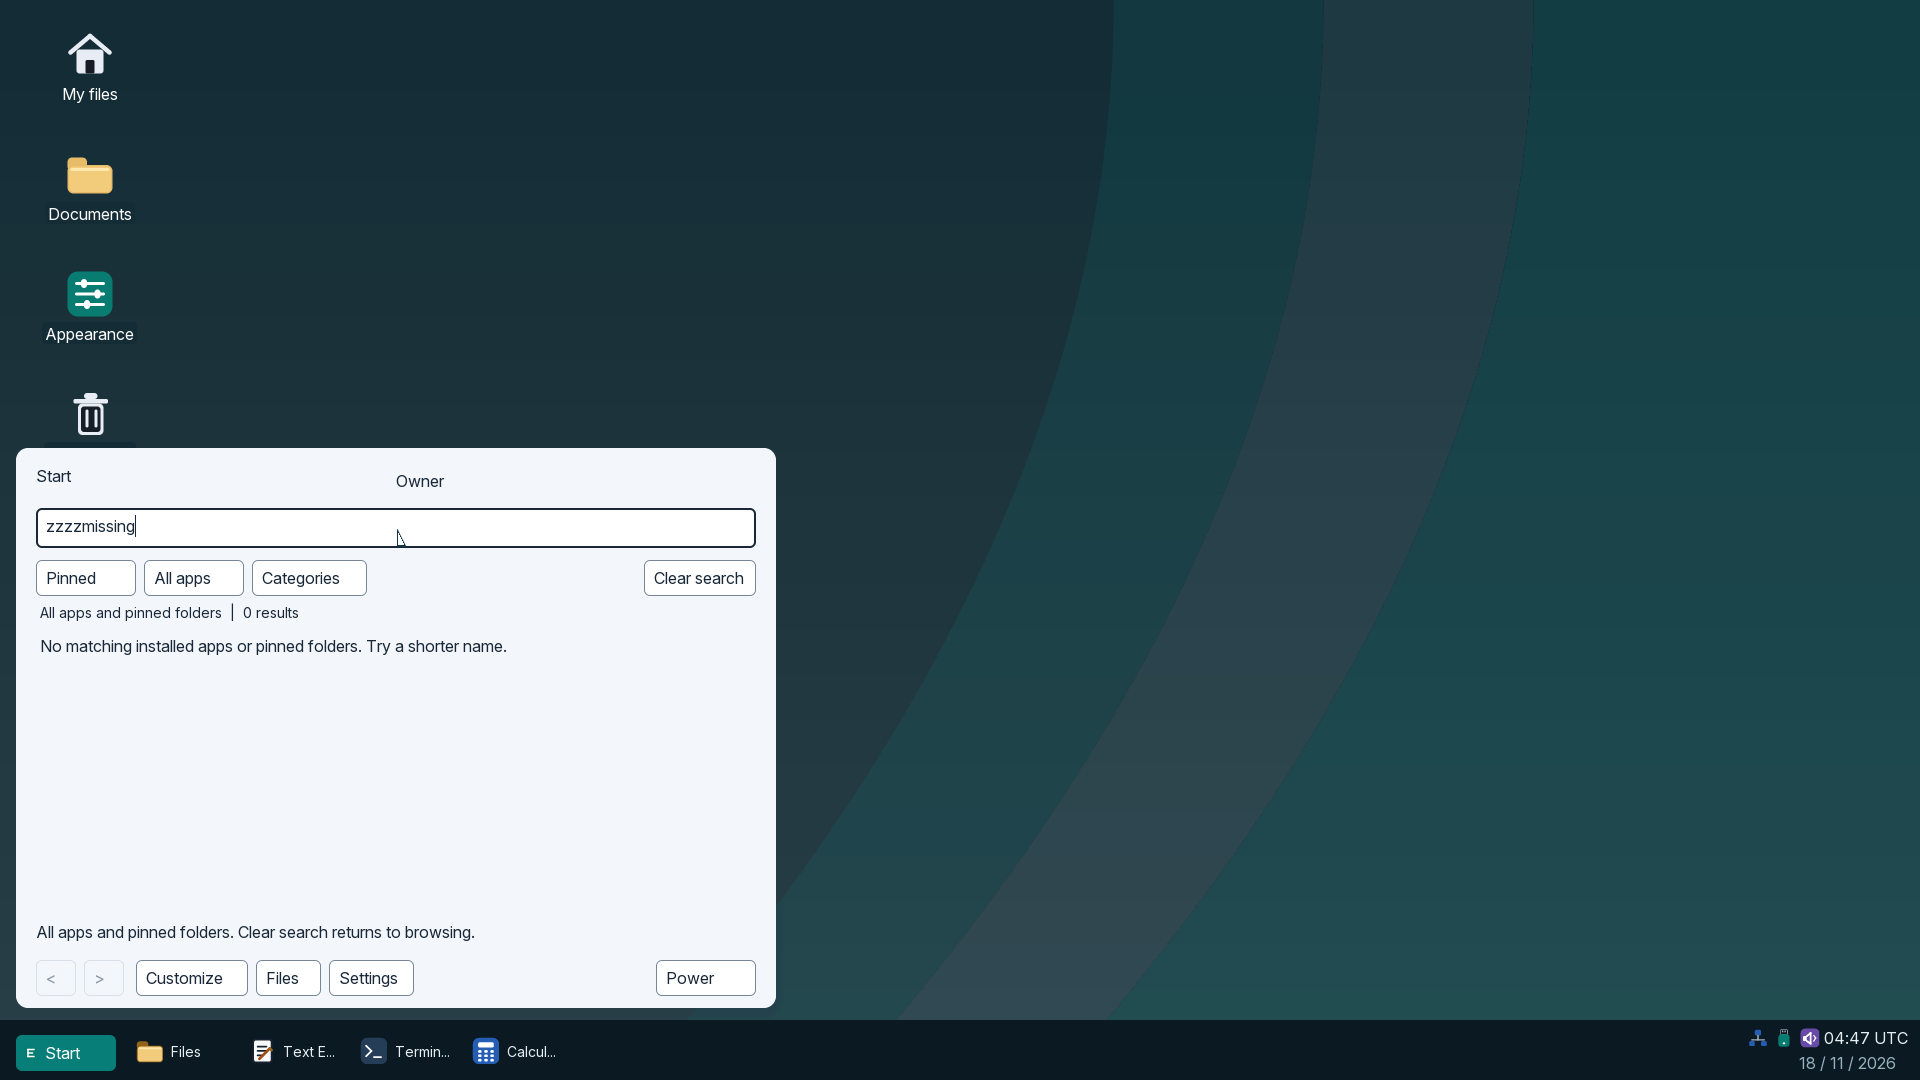 My files
Documents
Appearance
Start
Owner
zzzzmissing
Pinned
All apps
Categories
Clear search
All apps and pinned folders | 0 results
No matching installed apps or pinned folders. Try a shorter name.
All apps and pinned folders. Clear search returns to browsing.
<
>
Customize
Files
Settings
Power
Start
Files
Text E...
Termin...
Calcul...
04:47 UTC
18 / 11 / 2026